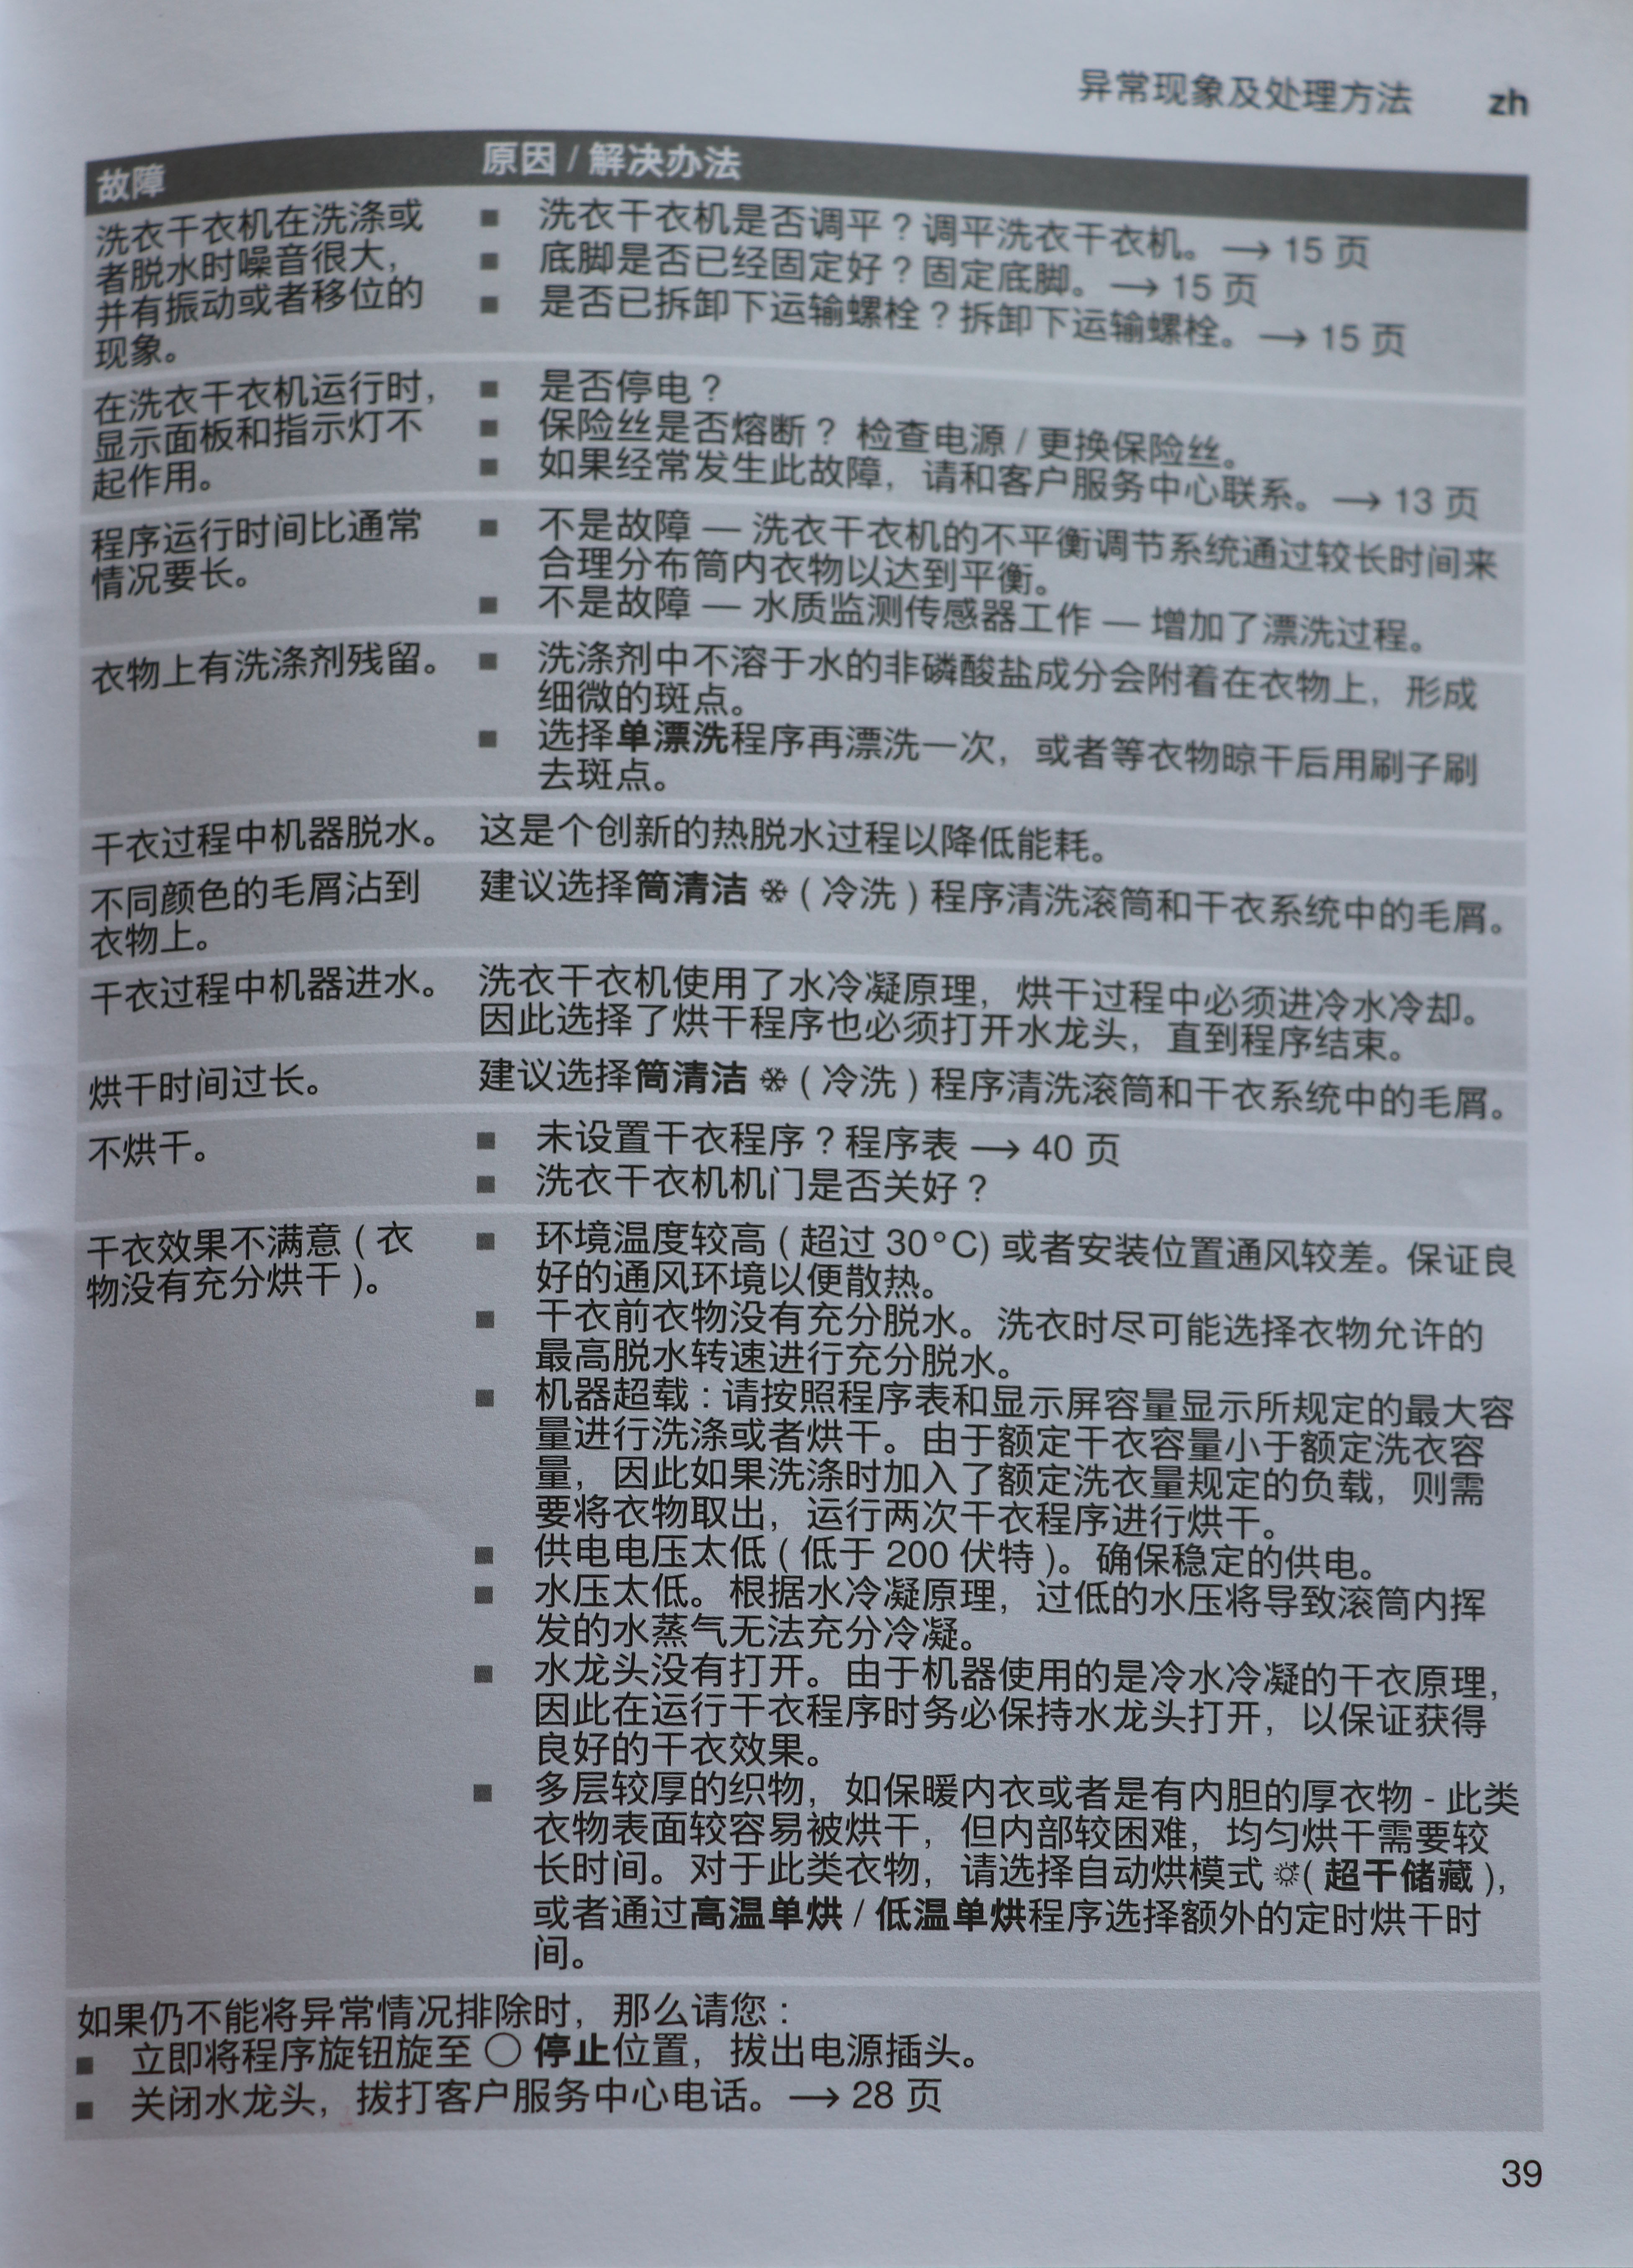 异常现象及处理方法 zh
故障 原因 / 解决办法
洗衣干衣机在洗涤或
者脱水时噪音很大，
并有振动或者移位的
现象。
■ 洗衣干衣机是否调平？调平洗衣干衣机。 → 15 页
■ 底脚是否已经固定好？固定底脚。 → 15 页
■ 是否已拆卸下运输螺栓？拆卸下运输螺栓。 → 15 页
在洗衣干衣机运行时，
显示面板和指示灯不
起作用。
■ 是否停电？
■ 保险丝是否熔断？ 检查电源 / 更换保险丝。
■ 如果经常发生此故障，请和客户服务中心联系。 → 13 页
程序运行时间比通常
情况要长。
■ 不是故障 — 洗衣干衣机的不平衡调节系统通过较长时间来
合理分布筒内衣物以达到平衡。
■ 不是故障 — 水质监测传感器工作 — 增加了漂洗过程。
衣物上有洗涤剂残留。
■ 洗涤剂中不溶于水的非磷酸盐成分会附着在衣物上，形成
细微的斑点。
■ 选择单漂洗程序再漂洗一次，或者等衣物晾干后用刷子刷
去斑点。
干衣过程中机器脱水。 这是个创新的热脱水过程以降低能耗。
不同颜色的毛屑沾到
衣物上。
建议选择筒清洁 ❄ ( 冷洗 ) 程序清洗滚筒和干衣系统中的毛屑。
干衣过程中机器进水。
洗衣干衣机使用了水冷凝原理，烘干过程中必须进冷水冷却。
因此选择了烘干程序也必须打开水龙头，直到程序结束。
烘干时间过长。 建议选择筒清洁 ❄ ( 冷洗 ) 程序清洗滚筒和干衣系统中的毛屑。
不烘干。
■ 未设置干衣程序？程序表 → 40 页
■ 洗衣干衣机机门是否关好？
干衣效果不满意 ( 衣
物没有充分烘干 )。
■ 环境温度较高 ( 超过 30°C) 或者安装位置通风较差。保证良
好的通风环境以便散热。
■ 干衣前衣物没有充分脱水。洗衣时尽可能选择衣物允许的
最高脱水转速进行充分脱水。
■ 机器超载 : 请按照程序表和显示屏容量显示所规定的最大容
量进行洗涤或者烘干。由于额定干衣容量小于额定洗衣容
量，因此如果洗涤时加入了额定洗衣量规定的负载，则需
要将衣物取出，运行两次干衣程序进行烘干。
■ 供电电压太低 ( 低于 200 伏特 )。确保稳定的供电。
■ 水压太低。根据水冷凝原理，过低的水压将导致滚筒内挥
发的水蒸气无法充分冷凝。
■ 水龙头没有打开。由于机器使用的是冷水冷凝的干衣原理，
因此在运行干衣程序时务必保持水龙头打开，以保证获得
良好的干衣效果。
■ 多层较厚的织物，如保暖内衣或者是有内胆的厚衣物 - 此类
衣物表面较容易被烘干，但内部较困难，均匀烘干需要较
长时间。对于此类衣物，请选择自动烘模式 ( 超干储藏 )，
或者通过高温单烘 / 低温单烘程序选择额外的定时烘干时
间。
如果仍不能将异常情况排除时，那么请您 :
■ 立即将程序旋钮旋至 ○ 停止位置，拔出电源插头。
■ 关闭水龙头，拔打客户服务中心电话。 → 28 页
39